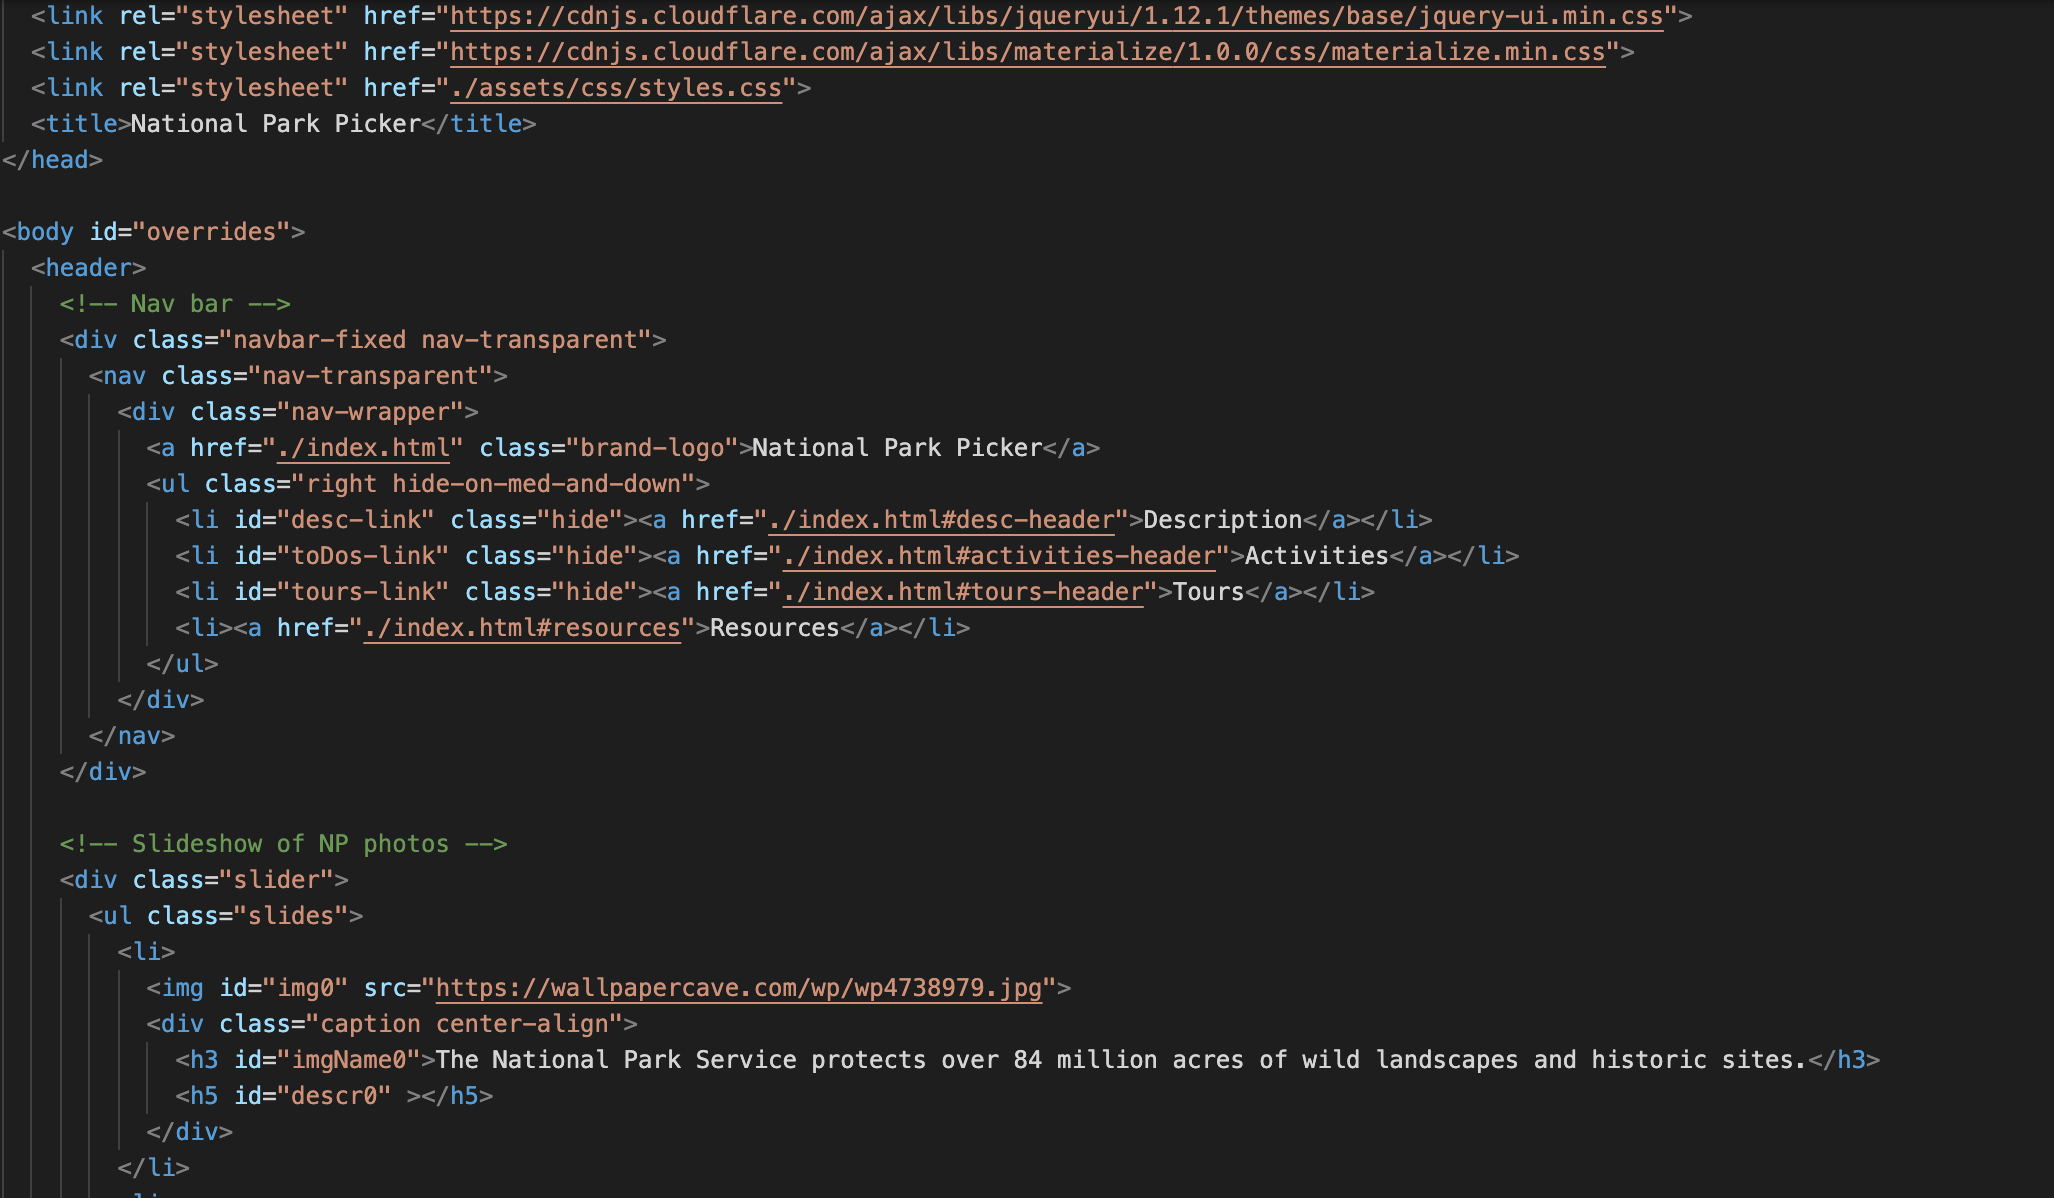 <link rel="stylesheet" href="https://cdnjs.cloudflare.com/ajax/libs/jqueryui/1.12.1/themes/base/jquery-ui.min.css">
<link rel="stylesheet" href="https://cdnjs.cloudflare.com/ajax/libs/materialize/1.0.0/css/materialize.min.css">
<link rel="stylesheet" href="./assets/css/styles.css">
<title>National Park Picker</title>
</head>
<body id="overrides">
<header>
<!-- Nav bar -->
<div class="navbar-fixed nav-transparent">
<nav class="nav-transparent">
<div class="nav-wrapper">
<a href="./index.html" class="brand-logo">National Park Picker</a>
<ul class="right hide-on-med-and-down">
<li id="desc-link" class="hide"><a href="./index.html#desc-header">Description</a></li>
<li id="toDos-link" class="hide"><a href="./index.html#activities-header">Activities</a></li>
<li id="tours-link" class="hide"><a href="./index.html#tours-header">Tours</a></li>
<li><a href="./index.html#resources">Resources</a></li>
</ul>
</div>
</nav>
</div>
<!-- Slideshow of NP photos -->
<div class="slider">
<ul class="slides">
<li>
<img id="img0" src="https://wallpapercave.com/wp/wp4738979.jpg">
<div class="caption center-align">
<h3 id="imgName0">The National Park Service protects over 84 million acres of wild landscapes and historic sites.</h3>
<h5 id="descr0" ></h5>
</div>
</li>